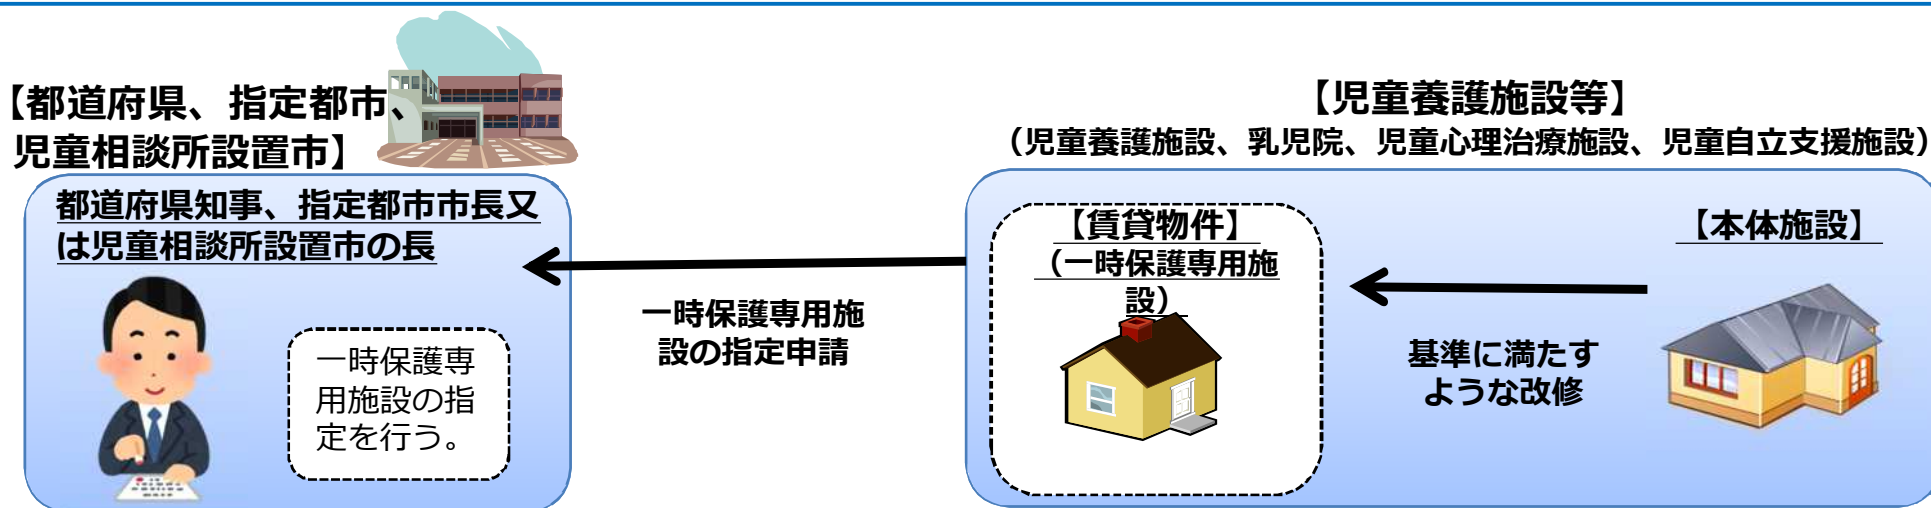 【都道府県、指定都市、
児童相談所設置市】
都道府県知事、指定都市市長又
は児童相談所設置市の長
一時保護専
用施設の指
定を行う。
一時保護専用施
設の指定申請
【児童養護施設等】
（児童養護施設、乳児院、児童心理治療施設、児童自立支援施設）
【賃貸物件】
（一時保護専用施
設）
基準に満たす
ような改修
【本体施設】